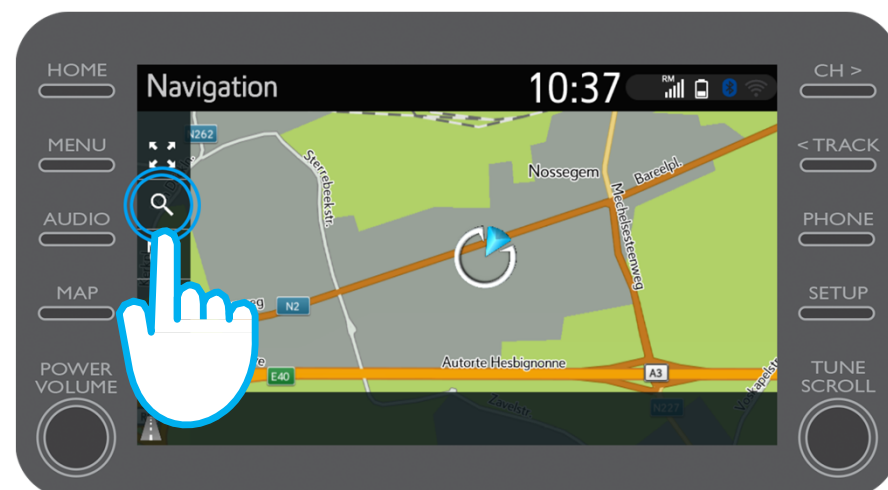 HOME
MENU
AUDIO
MAP
POWER
VOLUME
Navigation
10:37
RM
N262
Sterrebeekstr.
Nossegem
Bareelpl.
Mechelsesteenweg
N2
E40
Autorte Hesbignonne
A3
Zavelstr.
N227
Voskapelstr
CH >
< TRACK
PHONE
SETUP
TUNE
SCROLL